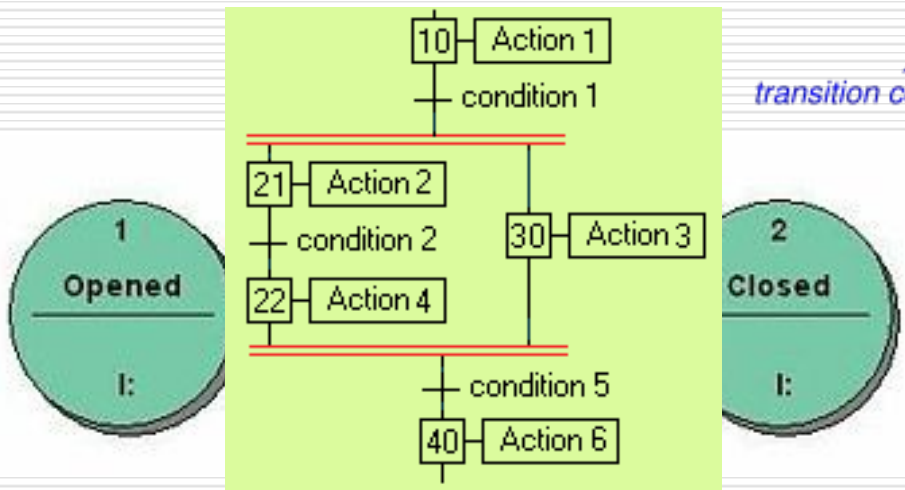 10 Action 1
condition 1
transition
21 Action 2
condition 2
30 Action 3
22 Action 4
condition 5
40 Action 6
1
Opened
I:
2
Closed
I: